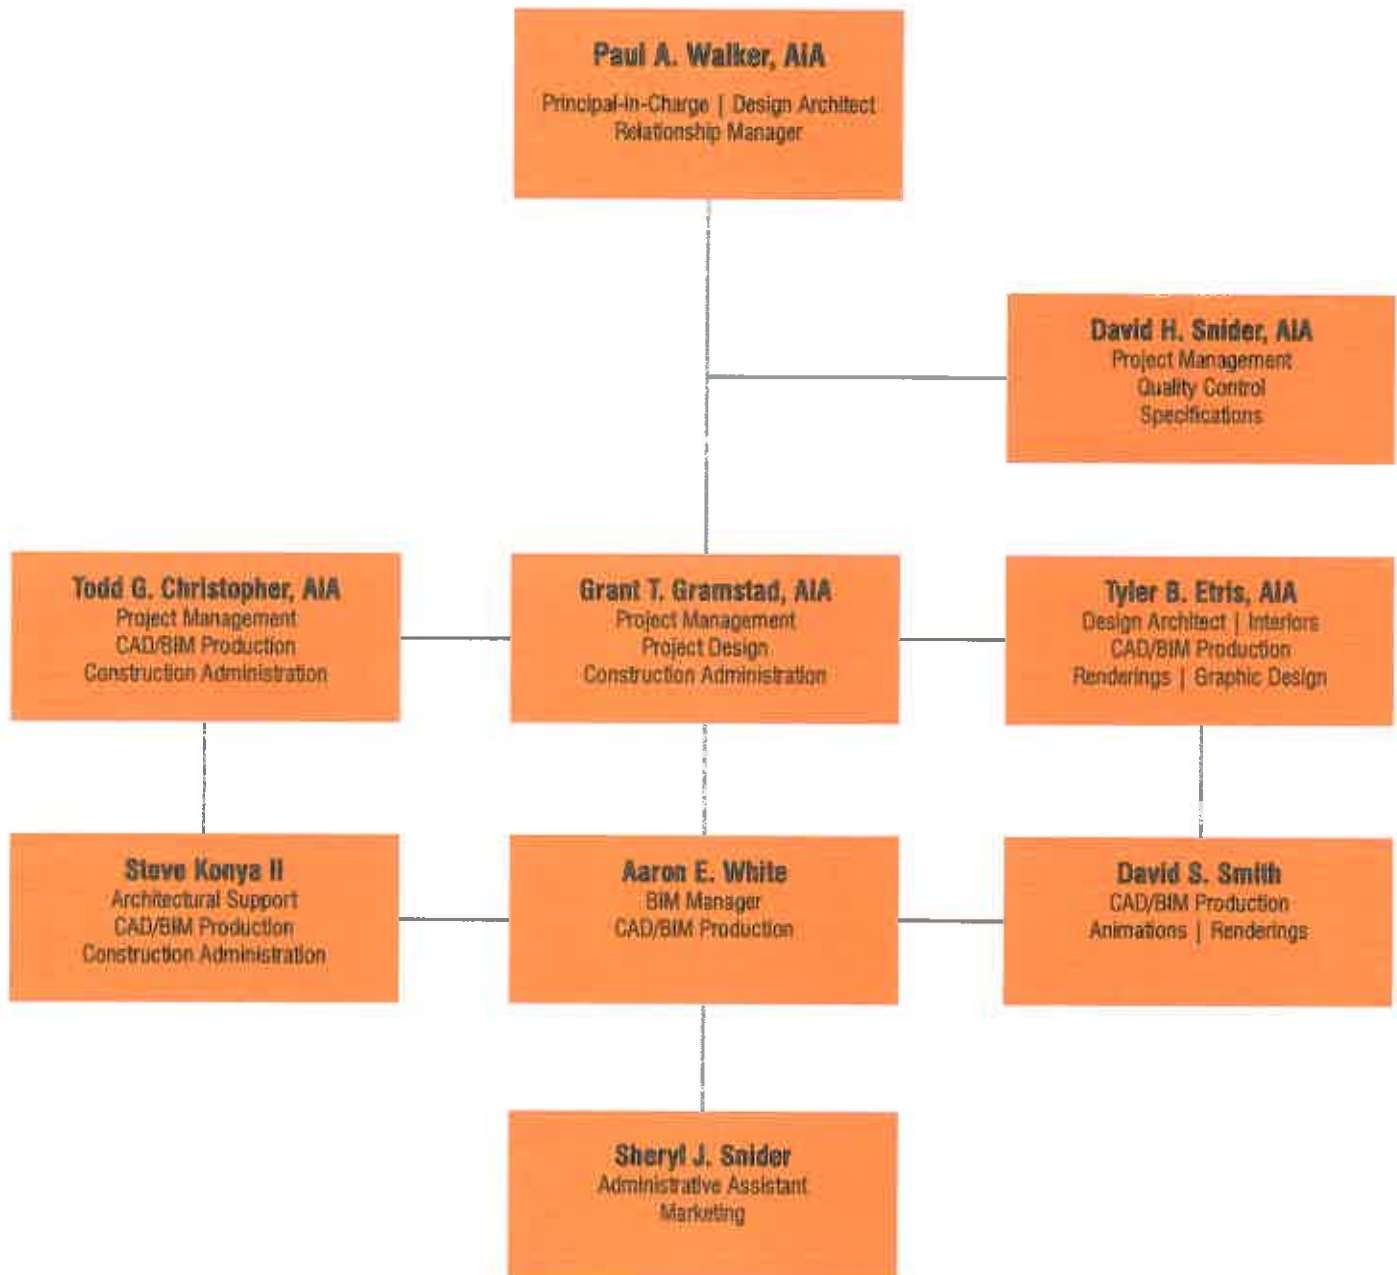 Paul A. Walker, AIA
Principal-in-Charge | Design Architect
Relationship Manager
David H. Snider, AIA
Project Management
Quality Control
Specifications
Todd G. Christopher, AIA
Project Management
CAD/BIM Production
Construction Administration
Grant T. Gramstad, AIA
Project Management
Project Design
Construction Administration
Tyler B. Etris, AIA
Design Architect | Interiors
CAD/BIM Production
Renderings | Graphic Design
Steve Konya II
Architectural Support
CAD/BIM Production
Construction Administration
Aaron E. White
BIM Manager
CAD/BIM Production
David S. Smith
CAD/BIM Production
Animations | Renderings
Sheryl J. Snider
Administrative Assistant
Marketing